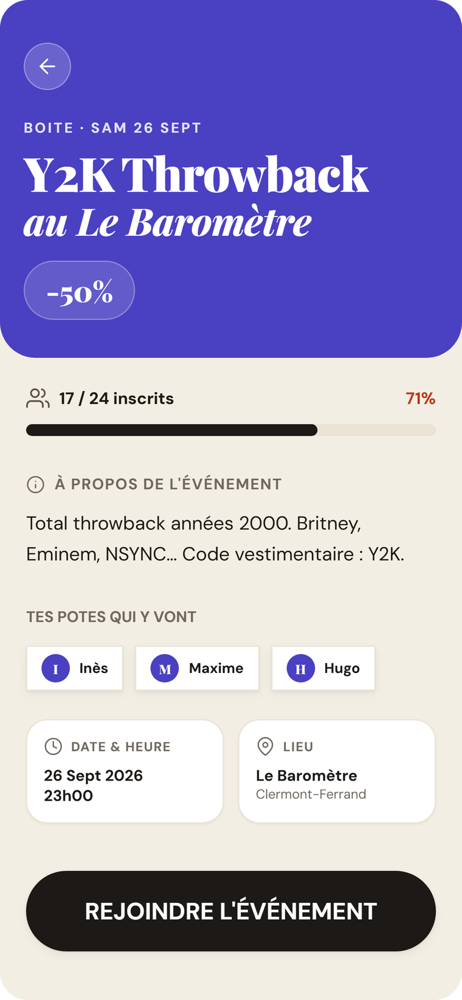 BOITE · SAM 26 SEPT
Y2K Throwback
au Le Baromètre
-50%
17 / 24 inscrits
71%
À PROPOS DE L'ÉVÉNEMENT
Total throwback années 2000. Britney,
Eminem, NSYNC... Code vestimentaire : Y2K.
TES POTES QUI Y VONT
I Inès
M Maxime
H Hugo
DATE & HEURE
26 Sept 2026
23h00
LIEU
Le Baromètre
Clermont-Ferrand
REJOINDRE L'ÉVÉNEMENT